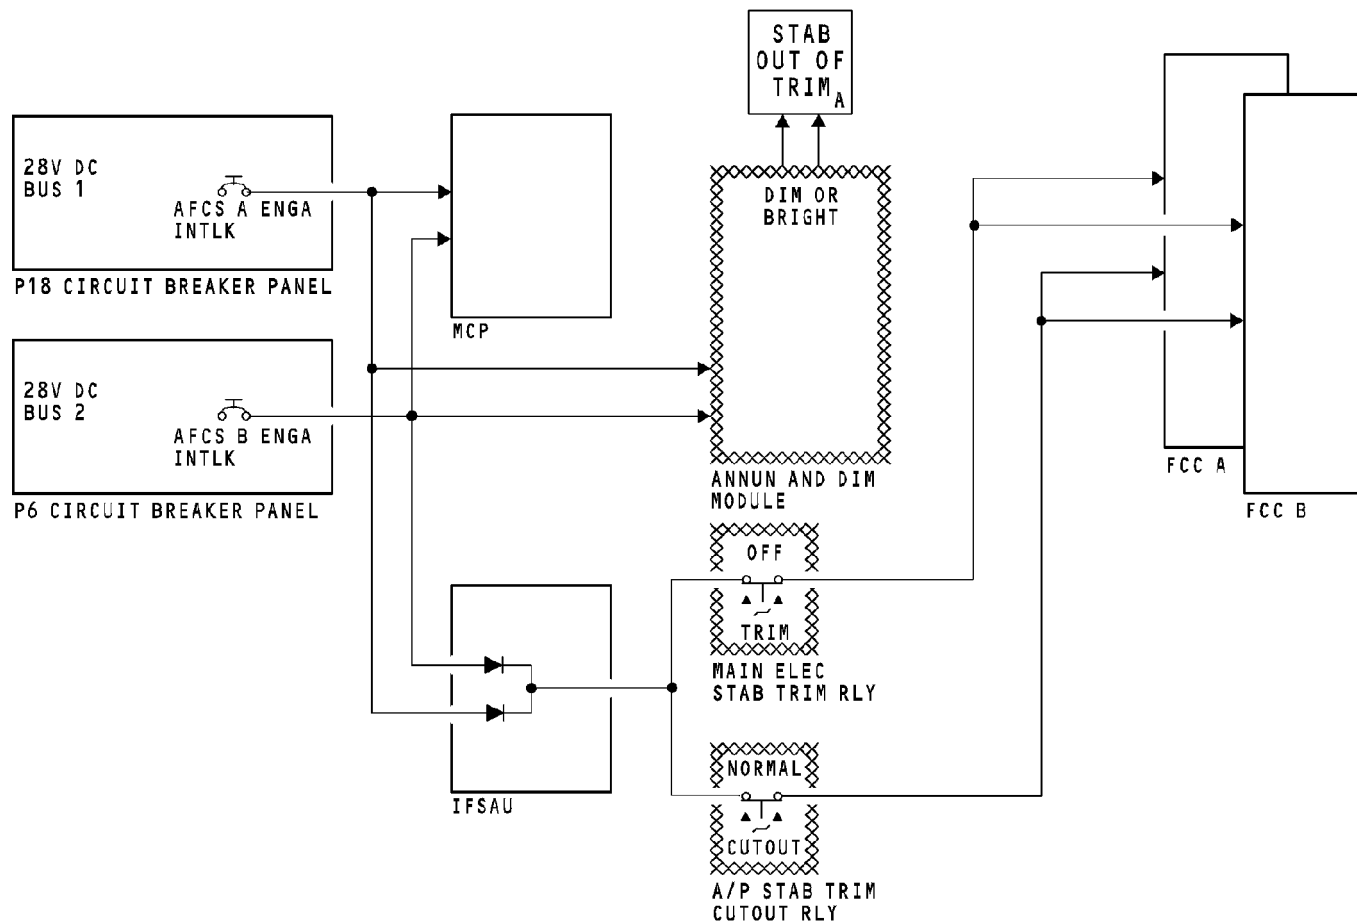 STAB
OUT OF
TRIM A
28V DC
BUS 1
AFCS A ENGA
INTLK
P18 CIRCUIT BREAKER PANEL
MCP
DIM OR
BRIGHT
28V DC
BUS 2
AFCS B ENGA
INTLK
P6 CIRCUIT BREAKER PANEL
ANNUN AND DIM
MODULE
FCC A
FCC B
OFF
TRIM
MAIN ELEC
STAB TRIM RLY
IFSAU
NORMAL
CUTOUT
A/P STAB TRIM
CUTOUT RLY